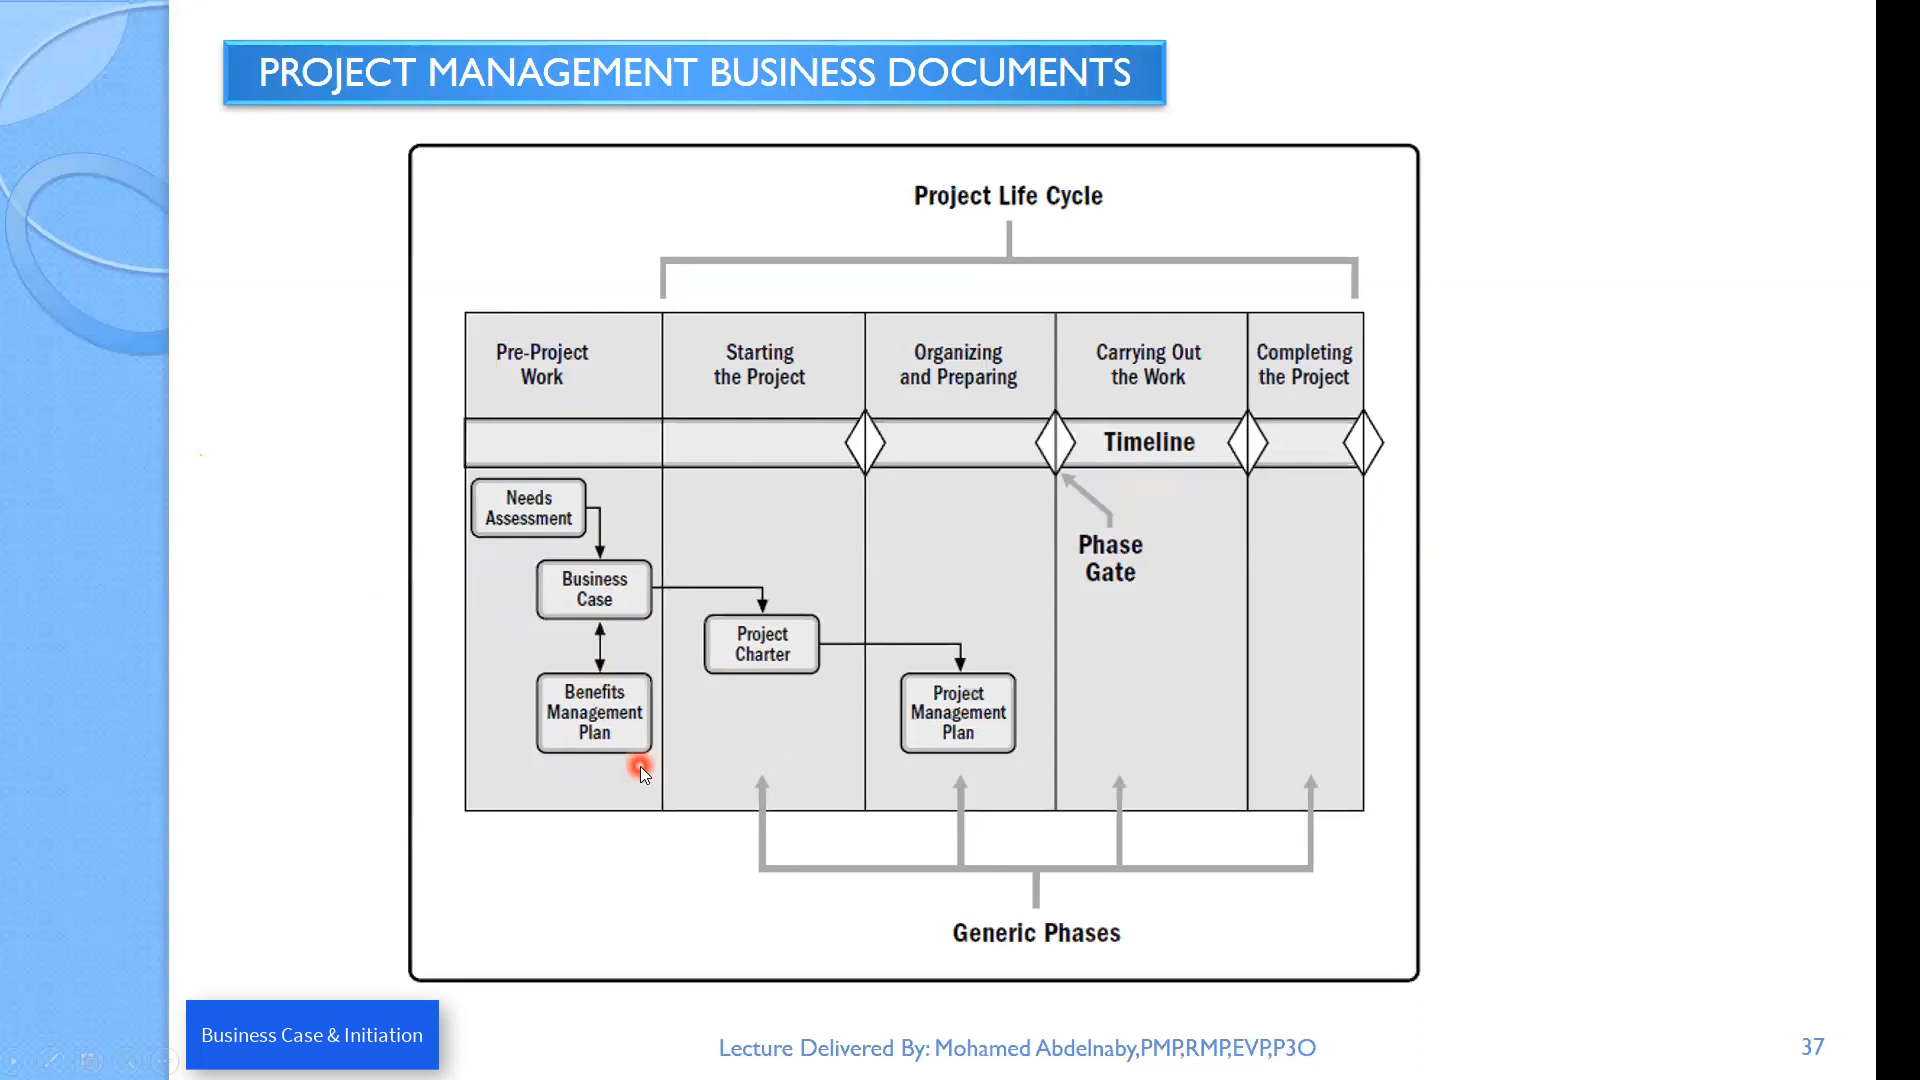 PROJECT MANAGEMENT BUSINESS DOCUMENTS
Project Life Cycle
Pre-Project
Work
Starting
the Project
Organizing
and Preparing
Carrying Out
the Work
Completing
the Project
Timeline
Needs
Assessment
Phase
Gate
Business
Case
Project
Charter
Benefits
Management
Plan
Project
Management
Plan
Generic Phases
Business Case & Initiation
Lecture Delivered By: Mohamed Abdelnaby,PMP,RMP,EVP,P3O
37